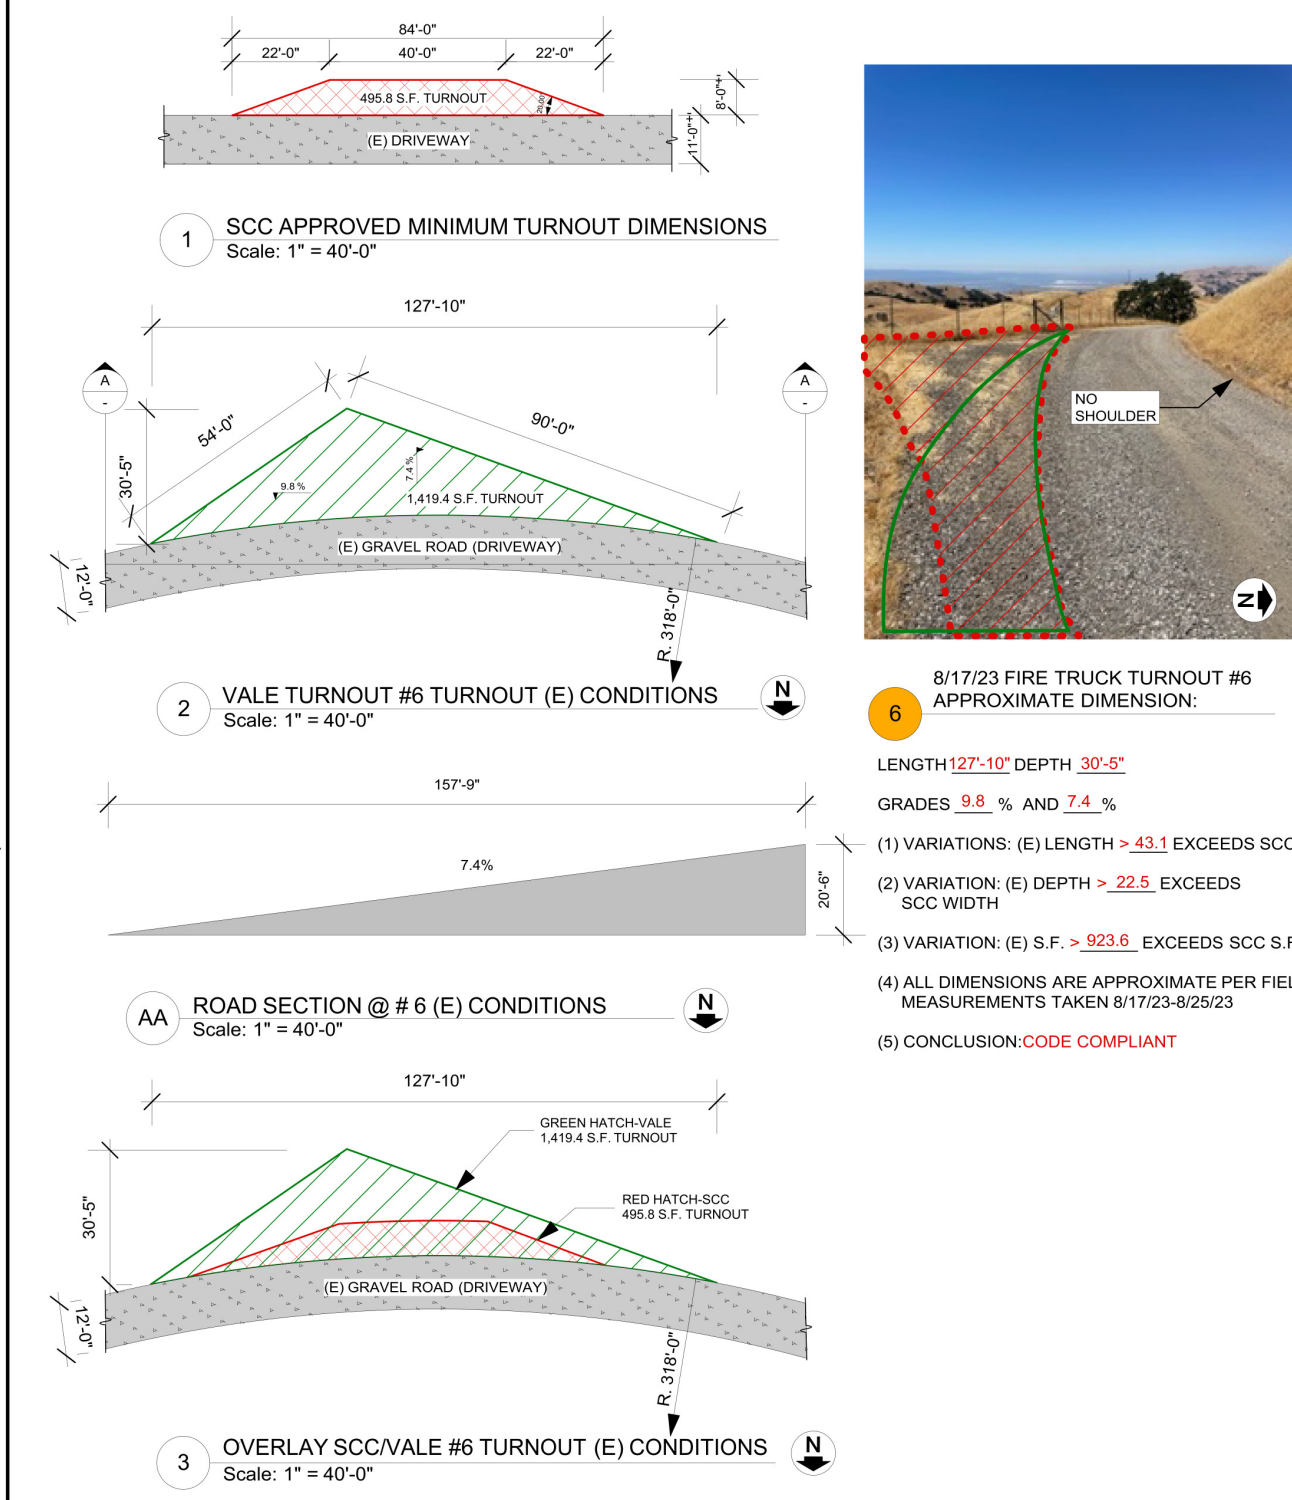 84'-0"
22'-0" 40'-0" 22'-0"
495.8 S.F. TURNOUT
20.00
8'-0"±
(E) DRIVEWAY
11'-0"±
1 SCC APPROVED MINIMUM TURNOUT DIMENSIONS
Scale: 1" = 40'-0"
127'-10"
A
-
A
-
54'-0"
90'-0"
30'-5"
9.8 %
7.4 %
1,419.4 S.F. TURNOUT
(E) GRAVEL ROAD (DRIVEWAY)
12'-0"
R. 318'-0"
2 VALE TURNOUT #6 TURNOUT (E) CONDITIONS
Scale: 1" = 40'-0"
N
157'-9"
7.4%
20'-6"
AA ROAD SECTION @ # 6 (E) CONDITIONS
Scale: 1" = 40'-0"
N
127'-10"
GREEN HATCH-VALE
1,419.4 S.F. TURNOUT
RED HATCH-SCC
495.8 S.F. TURNOUT
30'-5"
(E) GRAVEL ROAD (DRIVEWAY)
12'-0"
R. 318'-0"
3 OVERLAY SCC/VALE #6 TURNOUT (E) CONDITIONS
Scale: 1" = 40'-0"
N
NO
SHOULDER
N
6
8/17/23 FIRE TRUCK TURNOUT #6
APPROXIMATE DIMENSION:
LENGTH 127'-10" DEPTH 30'-5"
GRADES 9.8 % AND 7.4 %
(1) VARIATIONS: (E) LENGTH > 43.1 EXCEEDS SCC
(2) VARIATION: (E) DEPTH > 22.5 EXCEEDS
SCC WIDTH
(3) VARIATION: (E) S.F. > 923.6 EXCEEDS SCC S.F
(4) ALL DIMENSIONS ARE APPROXIMATE PER FIEL
MEASUREMENTS TAKEN 8/17/23-8/25/23
(5) CONCLUSION: CODE COMPLIANT